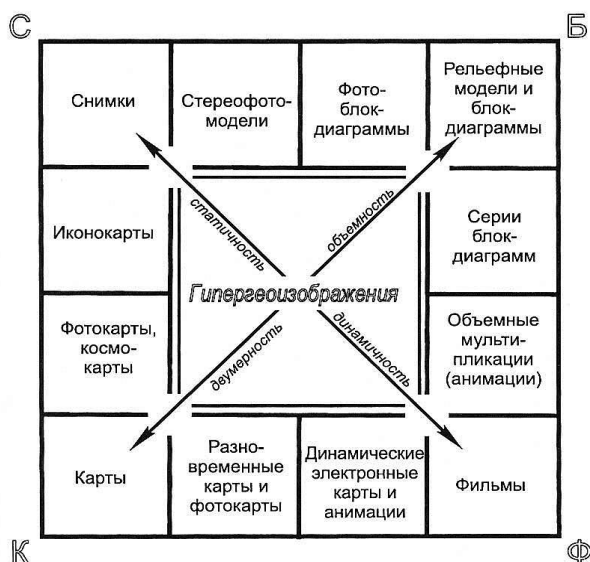 С
Б
Снимки
Стереофото-
модели
Фото-
блок-
диаграммы
Рельефные
модели и
блок-
диаграммы
Иконокарты
статичность
объемность
Серии
блок-
диаграмм
Гипергеоизображения
Фотокарты,
космо-
карты
двумерность
динамичность
Объемные
мульти-
пликации
(анимации)
Карты
Разно-
временные
карты и
фотокарты
Динамические
электронные
карты и
анимации
Фильмы
К
Ф